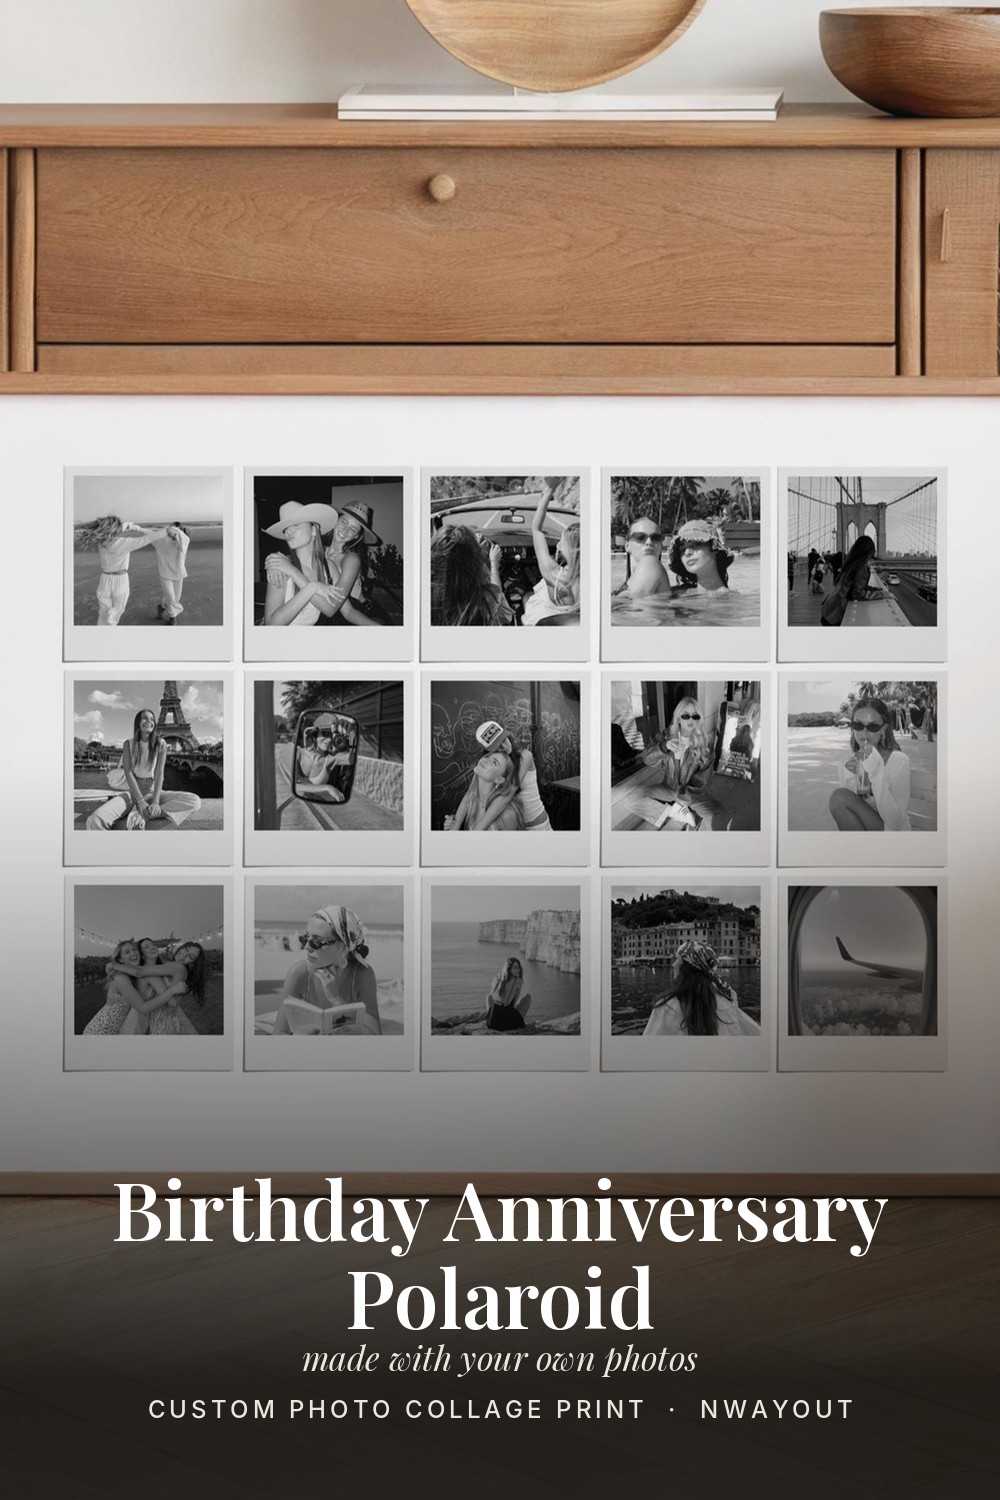 Birthday Anniversary
Polaroid
made with your own photos
CUSTOM PHOTO COLLAGE PRINT · NWAYOUT